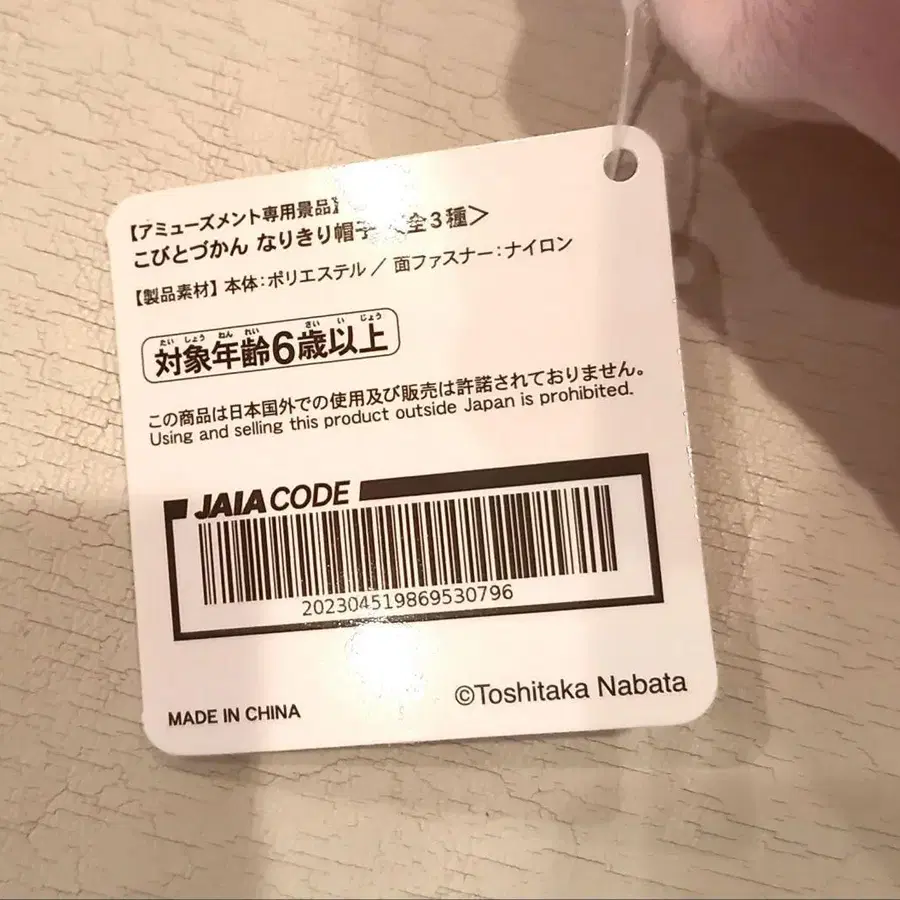 【アミューズメント専用景品】
こびとづかん なりきり帽子 全3種＞
【製品素材】本体：ポリエステル／面ファスナー：ナイロン
たいしょうねんれい さいいじょう
対象年齢6歳以上
この商品は日本国外での使用及び販売は許諾されておりません。
Using and selling this product outside Japan is prohibited.
JAIA CODE
202304519869530796
©Toshitaka Nabata
MADE IN CHINA